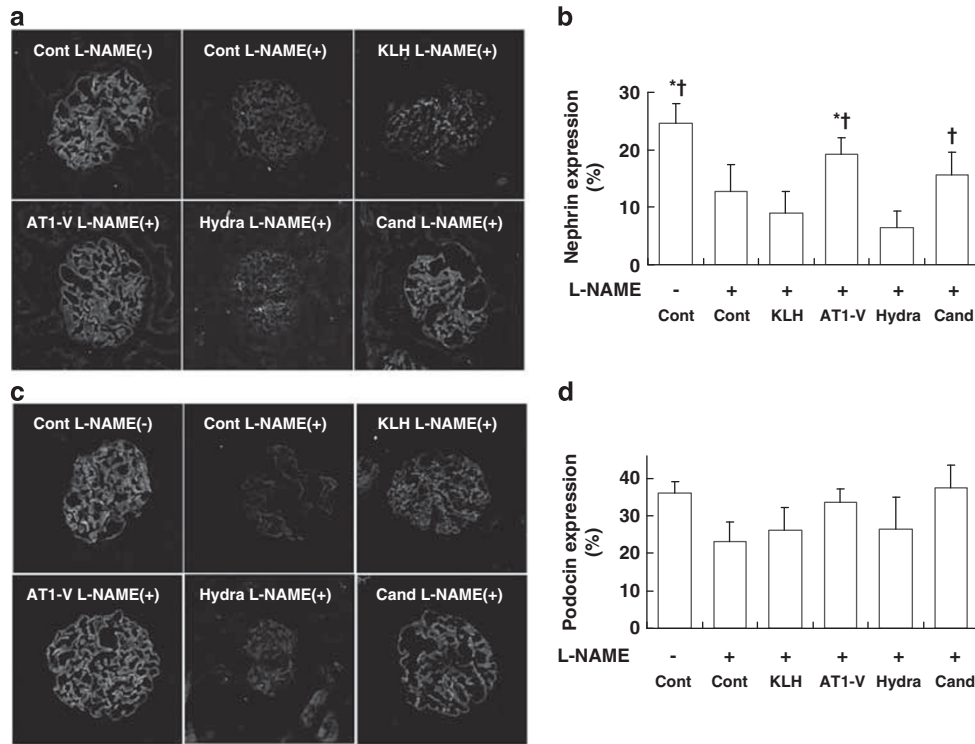 a
Cont L-NAME(-)
Cont L-NAME(+)
KLH L-NAME(+)
AT1-V L-NAME(+)
Hydra L-NAME(+)
Cand L-NAME(+)
b
Nephrin expression
(%)
30
20
10
0
*†
*†
†
L-NAME - + + + + +
Cont Cont KLH AT1-V Hydra Cand
c
Cont L-NAME(-)
Cont L-NAME(+)
KLH L-NAME(+)
AT1-V L-NAME(+)
Hydra L-NAME(+)
Cand L-NAME(+)
d
Podocin expression
(%)
40
30
20
10
0
L-NAME - + + + + +
Cont Cont KLH AT1-V Hydra Cand